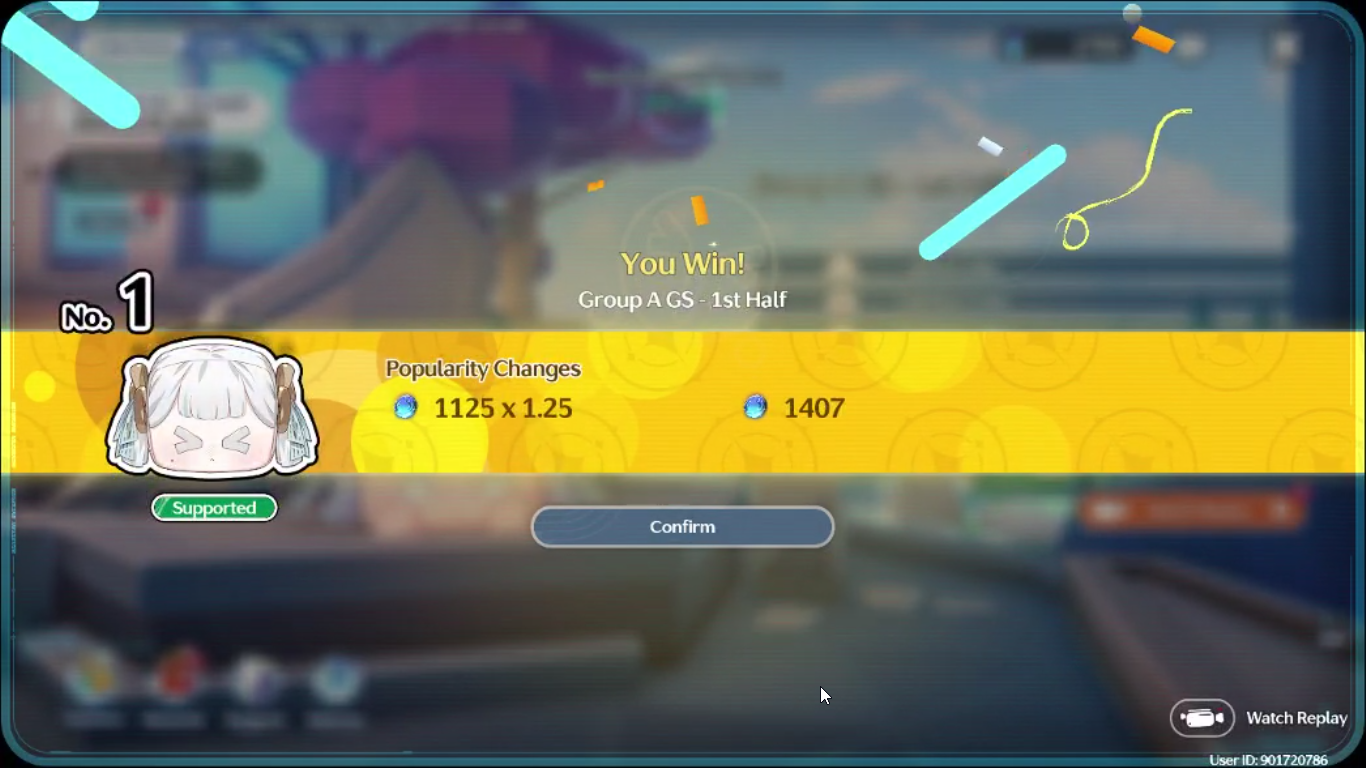 You Win!
Group A GS - 1st Half
No. 1
Popularity Changes
1125 x 1.25
1407
Supported
Confirm
Watch Replay
User ID: 901720786